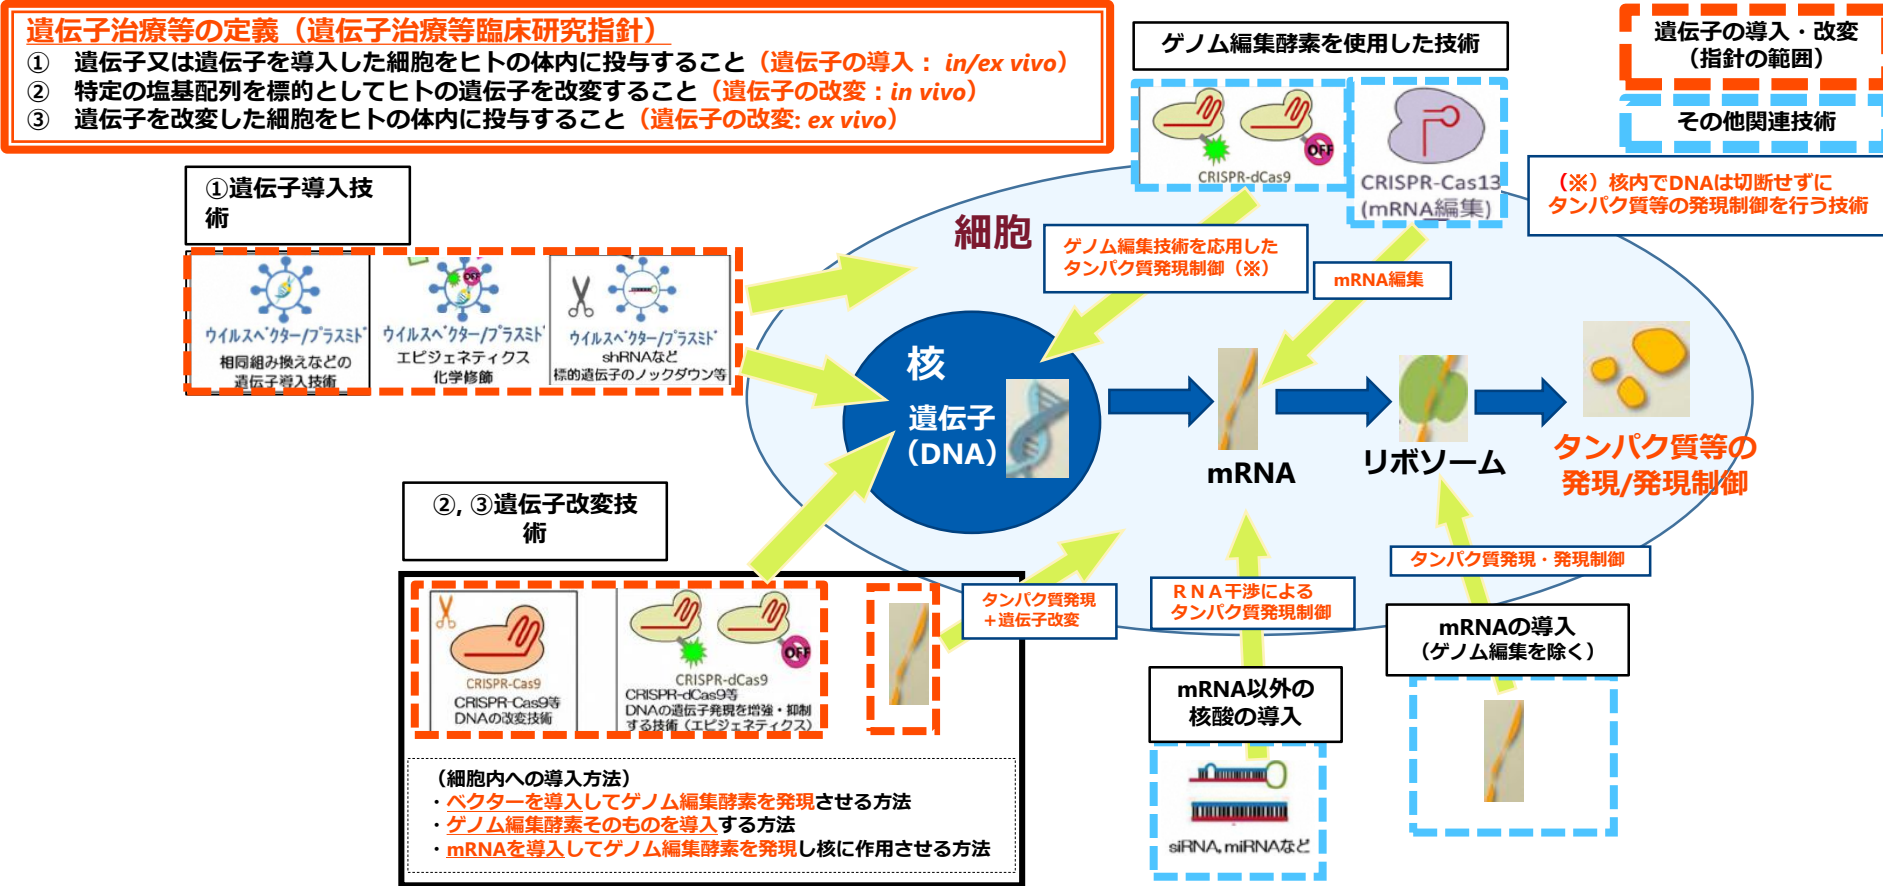 遺伝子治療等の定義（遺伝子治療等臨床研究指針）
①　遺伝子又は遺伝子を導入した細胞をヒトの体内に投与すること（遺伝子の導入： in/ex vivo）
②　特定の塩基配列を標的としてヒトの遺伝子を改変すること（遺伝子の改変：in vivo）
③　遺伝子を改変した細胞をヒトの体内に投与すること（遺伝子の改変: ex vivo）
ゲノム編集酵素を使用した技術
遺伝子の導入・改変
（指針の範囲）
その他関連技術
OFF
CRISPR-dCas9
CRISPR-Cas13
(mRNA編集)
（※）核内でDNAは切断せずに
タンパク質等の発現制御を行う技術
①遺伝子導入技
術
OFF
ウイルスベクター/プラスミド
相同組み換えなどの
遺伝子導入技術
ウイルスベクター/プラスミド
エピジェネティクス
化学修飾
ウイルスベクター/プラスミド
shRNAなど
標的遺伝子のノックダウン等
細胞
ゲノム編集技術を応用した
タンパク質発現制御（※）
mRNA編集
核
遺伝子
（DNA）
mRNA
リボソーム
タンパク質等の
発現/発現制御
②, ③遺伝子改変技
術
CRISPR-Cas9
CRISPR-Cas9等
DNAの改変技術
OFF
CRISPR-dCas9
CRISPR-dCas9等
DNAの遺伝子発現を増強・抑制
する技術（エピジェネティクス）
タンパク質発現
＋遺伝子改変
ＲＮＡ干渉による
タンパク質発現制御
タンパク質発現・発現制御
mRNA以外の
核酸の導入
siRNA, miRNAなど
mRNAの導入
（ゲノム編集を除く）
（細胞内への導入方法）
・ベクターを導入してゲノム編集酵素を発現させる方法
・ゲノム編集酵素そのものを導入する方法
・mRNAを導入してゲノム編集酵素を発現し核に作用させる方法